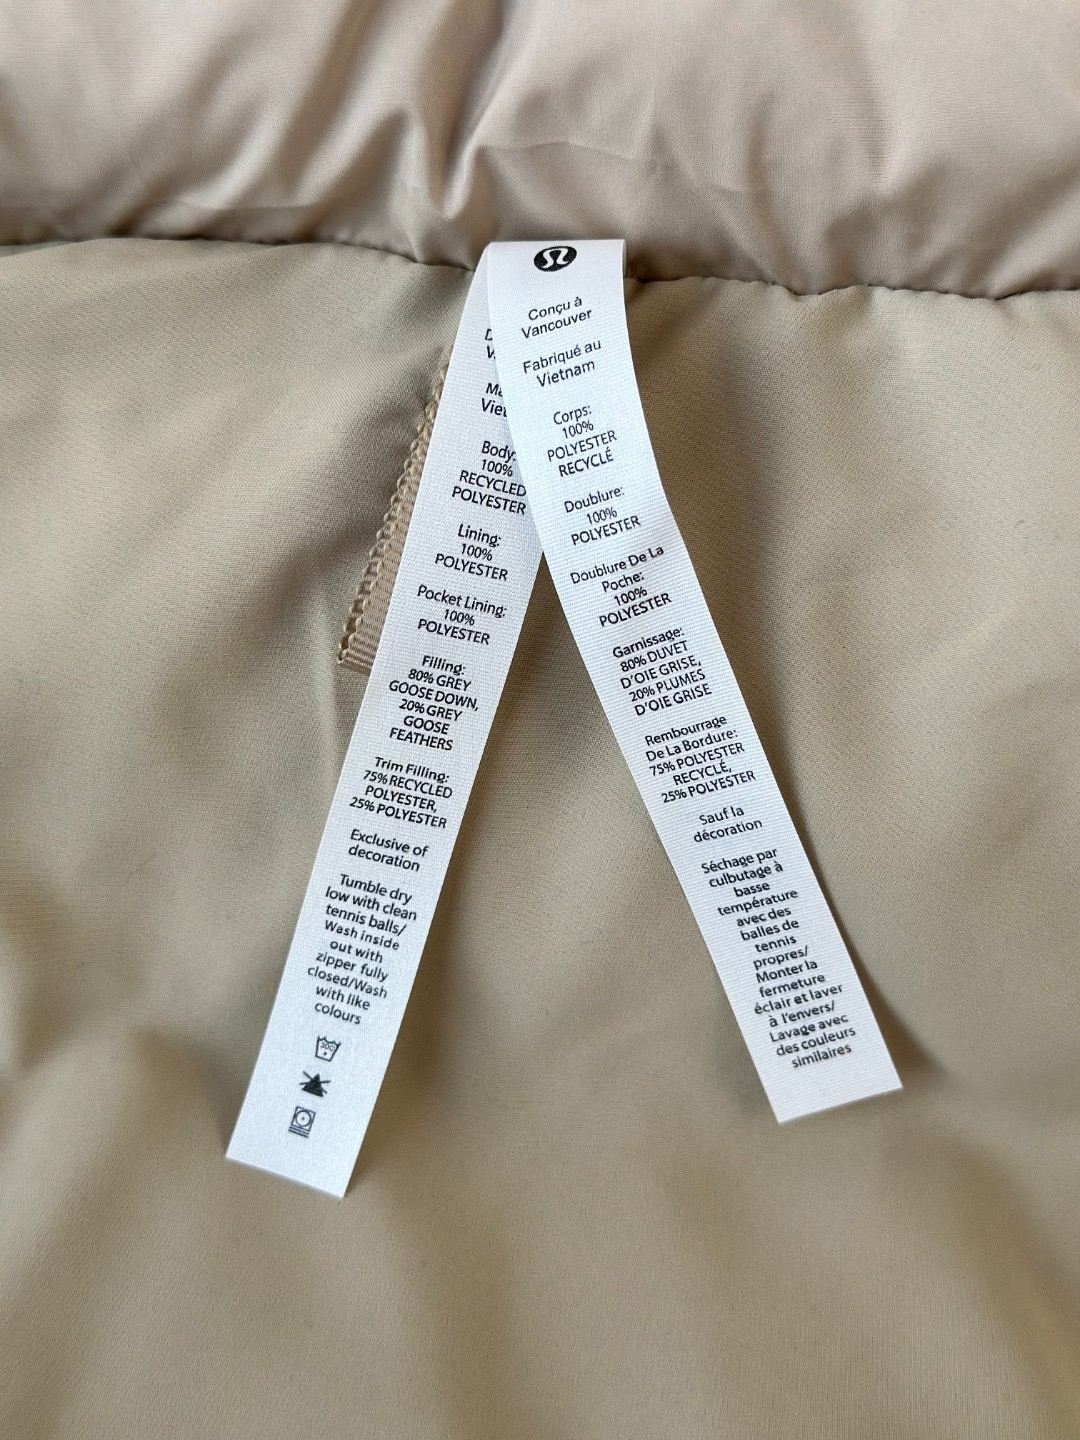 Body:
100%
RECYCLED
POLYESTER
Lining:
100%
POLYESTER
Pocket Lining:
100%
POLYESTER
Filling:
80% GREY
GOOSE DOWN,
20% GREY
GOOSE
FEATHERS
Trim Filling:
75% RECYCLED
POLYESTER,
25% POLYESTER
Exclusive of
decoration
Tumble dry
low with clean
tennis balls/
Wash inside
out with
zipper fully
closed/Wash
with like
colours
30C
Conçu à
Vancouver
Fabriqué au
Vietnam
Corps:
100%
POLYESTER
RECYCLÉ
Doublure:
100%
POLYESTER
Doublure De La
Poche:
100%
POLYESTER
Garnissage:
80% DUVET
D'OIE GRISE,
20% PLUMES
D'OIE GRISE
Rembourrage
De La Bordure:
75% POLYESTER
RECYCLÉ,
25% POLYESTER
Sauf la
décoration
Séchage par
culbutage à
basse
température
avec des
balles de
tennis
propres/
Monter la
fermeture
éclair et laver
à l'envers/
Lavage avec
des couleurs
similaires